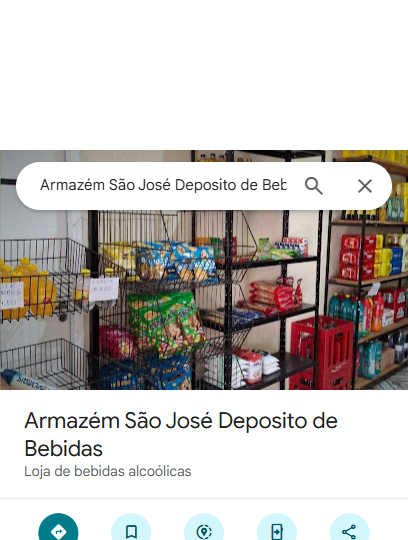 Armazém São José Deposito de Beb
Armazém São José Deposito de
Bebidas
Loja de bebidas alcoólicas